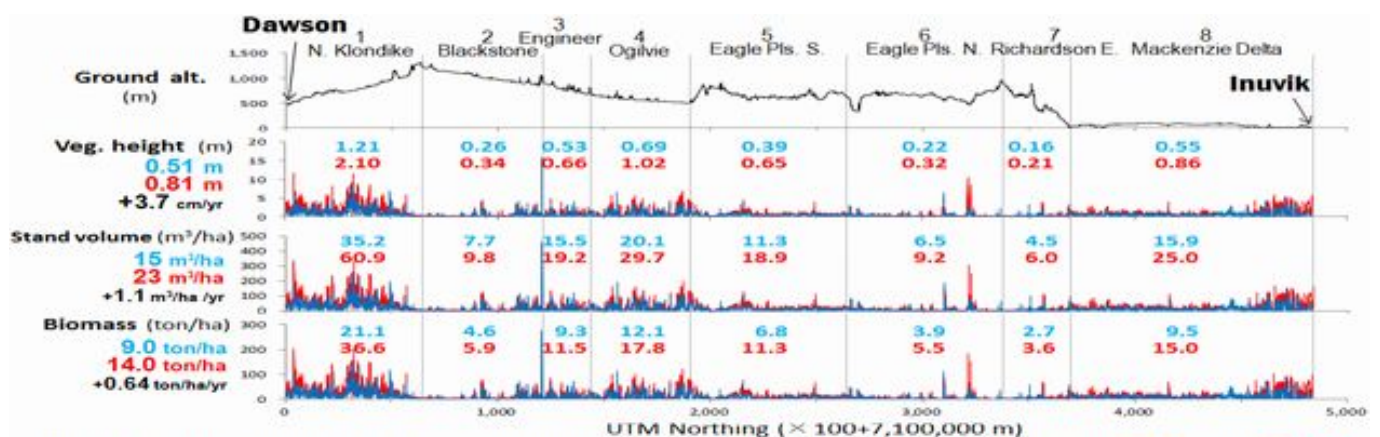 Dawson
1 2 3 4 5 6 7 8
N. Klondike Blackstone Engineer Ogilvie Eagle Pls. S. Eagle Pls. N. Richardson E. Mackenzie Delta
Ground alt.
(m)
1,500
1,000
500
0
Inuvik
Veg. height (m)
0.51 m
0.81 m
+3.7 cm/yr
20
15
10
5
0
1.21 0.26 0.53 0.69 0.39 0.22 0.16 0.55
2.10 0.34 0.66 1.02 0.65 0.32 0.21 0.86
Stand volume (m³/ha)
15 m³/ha
23 m³/ha
+1.1 m³/ha /yr
500
400
300
200
100
0
35.2 7.7 15.5 20.1 11.3 6.5 4.5 15.9
60.9 9.8 19.2 29.7 18.9 9.2 6.0 25.0
Biomass (ton/ha)
9.0 ton/ha
14.0 ton/ha
+0.64 ton/ha/yr
300
200
100
0
21.1 4.6 9.3 12.1 6.8 3.9 2.7 9.5
36.6 5.9 11.5 17.8 11.3 5.5 3.6 15.0
0 1,000 2,000 3,000 4,000 5,000
UTM Northing (× 100+7,100,000 m)